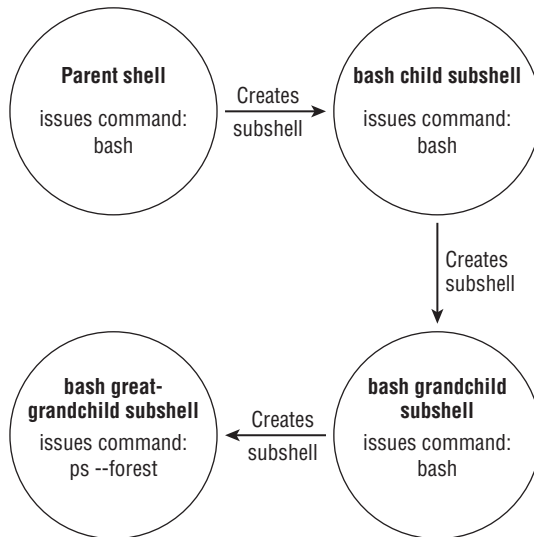 Parent shell
issues command:
bash
Creates
subshell
bash child subshell
issues command:
bash
Creates
subshell
bash grandchild
subshell
issues command:
bash
Creates
subshell
bash great-
grandchild subshell
issues command:
ps --forest